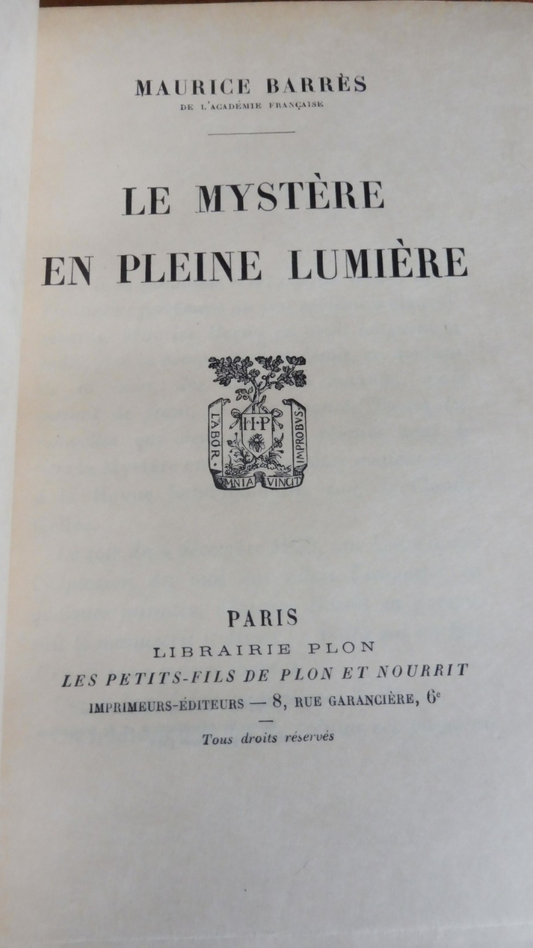 MAURICE BARRÈS
DE L'ACADÉMIE FRANÇAISE
LE MYSTÈRE
EN PLEINE LUMIÈRE
H·P
LABOR·
OMNIA VINCIT
IMPROBVS
PARIS
LIBRAIRIE PLON
LES PETITS-FILS DE PLON ET NOURRIT
IMPRIMEURS-ÉDITEURS — 8, RUE GARANCIÈRE, 6e
Tous droits réservés